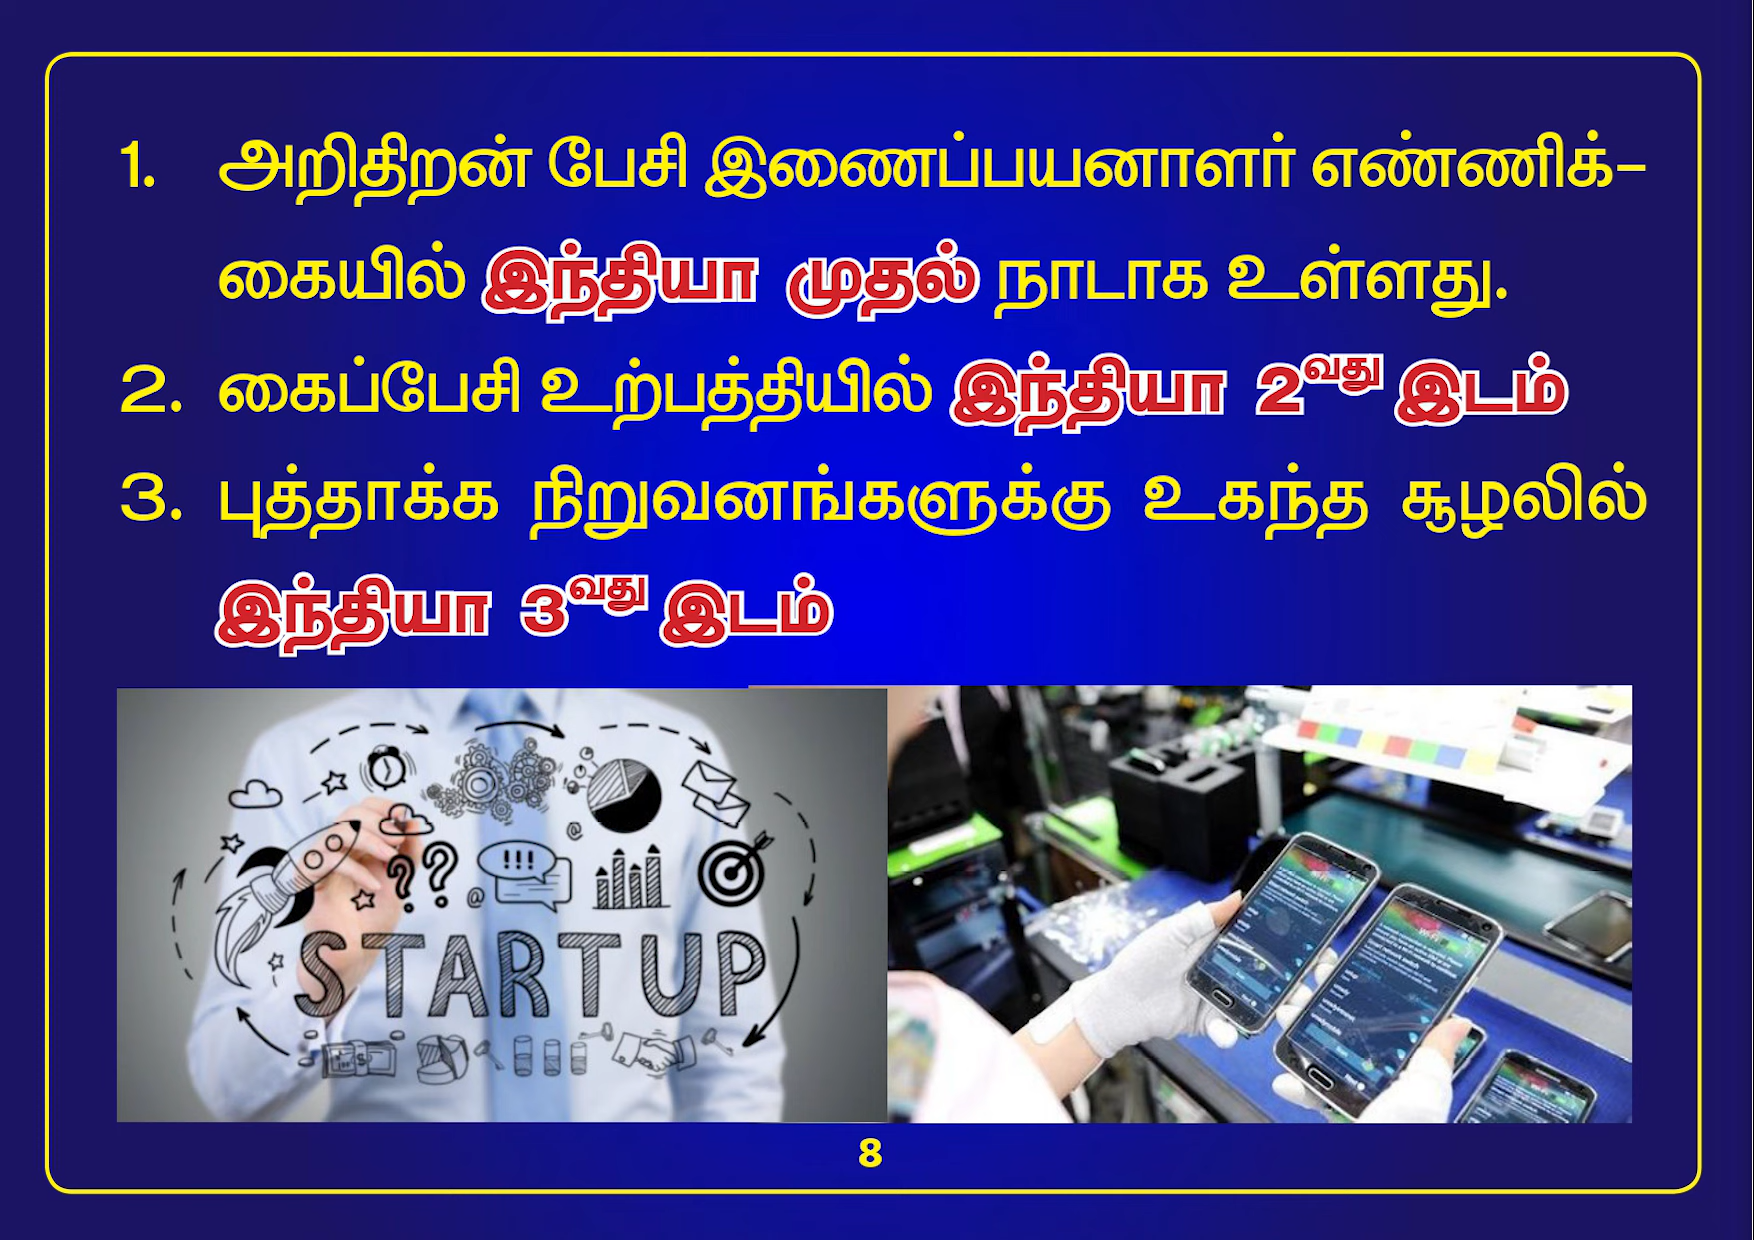 1. அறிதிறன் பேசி இணைப்பயனாளர் எண்ணிக்-
கையில் இந்தியா முதல் நாடாக உள்ளது.
2. கைப்பேசி உற்பத்தியில் இந்தியா 2வது இடம்
3. புத்தாக்க நிறுவனங்களுக்கு உகந்த சூழலில்
இந்தியா 3வது இடம்
STARTUP
8